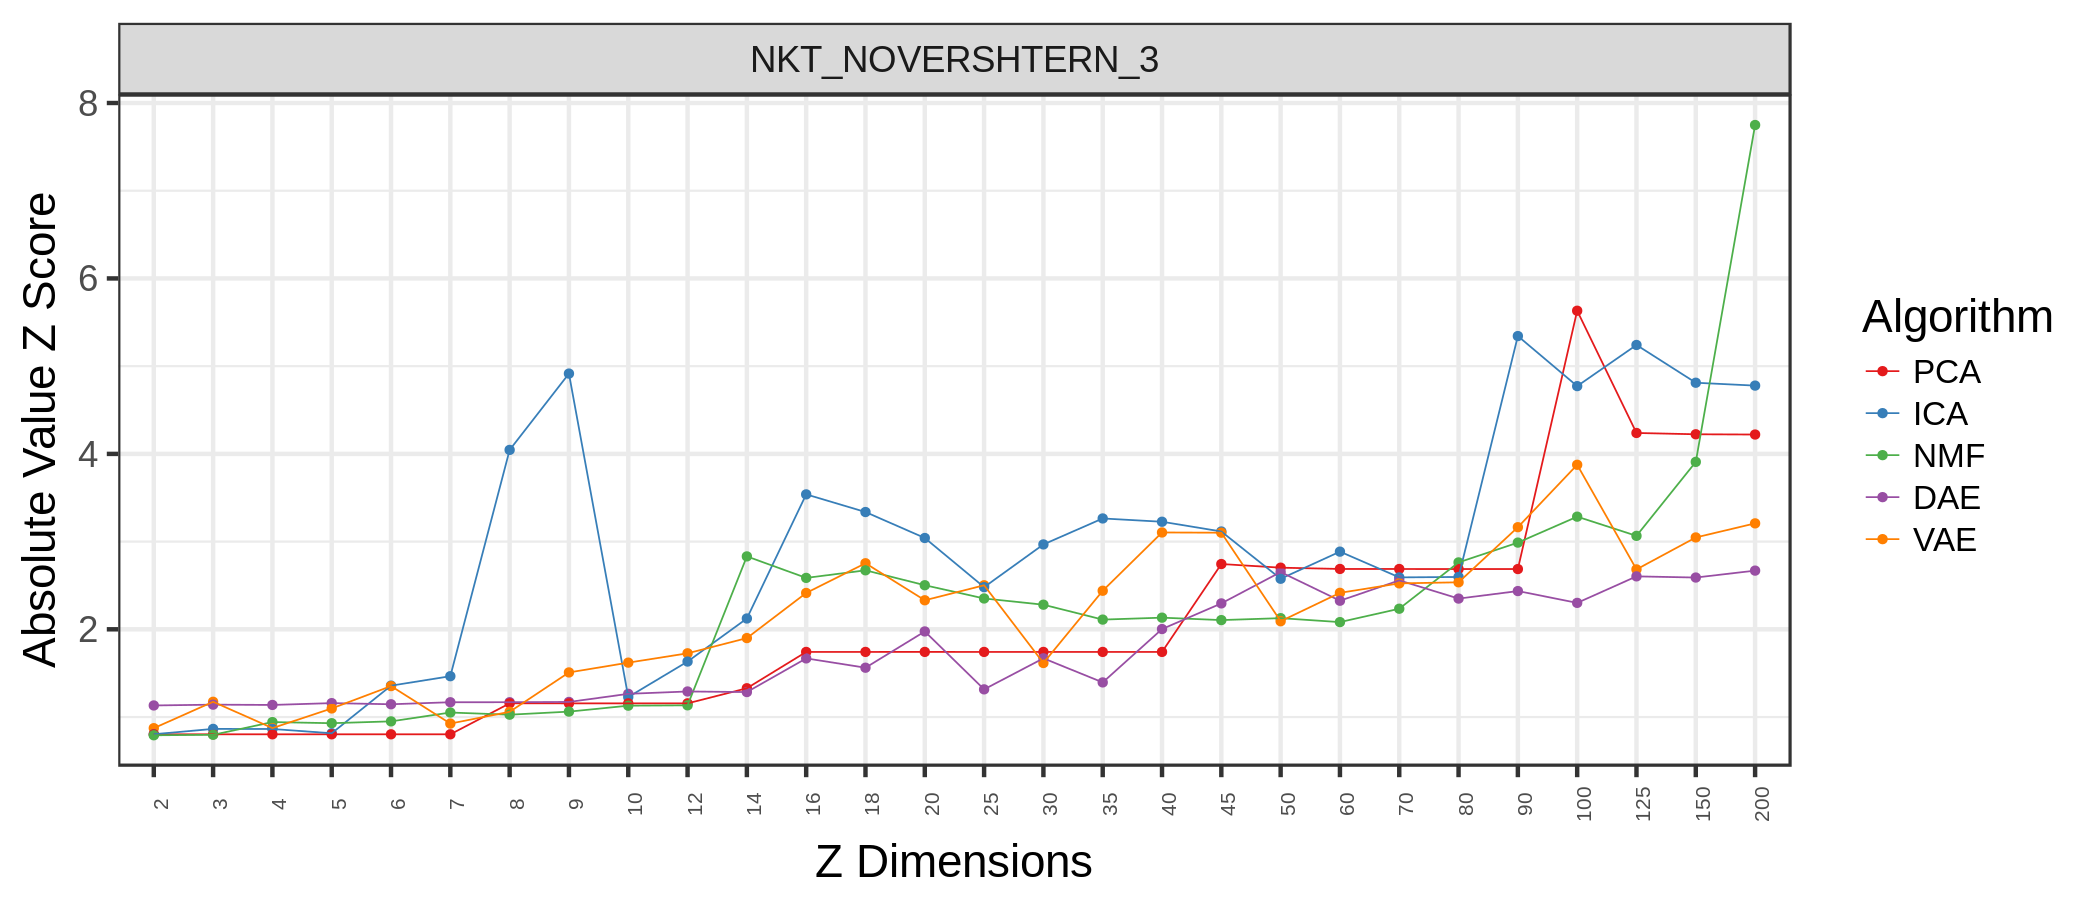 NKT_NOVERSHTERN_3
Absolute Value Z Score
8
6
4
2
2 3 4 5 6 7 8 9 10 12 14 16 18 20 25 30 35 40 45 50 60 70 80 90 100 125 150 200
Z Dimensions
Algorithm
PCA
ICA
NMF
DAE
VAE